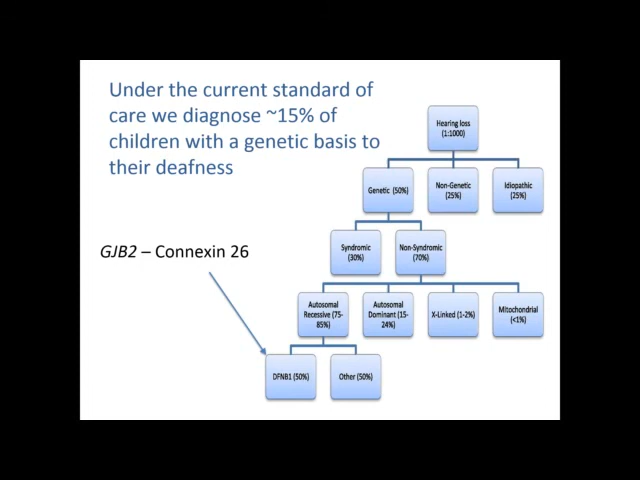 Under the current standard of
care we diagnose ~15% of
children with a genetic basis to
their deafness
Hearing loss
(1:1000)
Genetic (50%)
Non-Genetic
(25%)
Idiopathic
(25%)
GJB2 – Connexin 26
Syndromic
(30%)
Non-Syndromic
(70%)
Autosomal
Recessive (75-
85%)
Autosomal
Dominant (15-
24%)
X-Linked (1-2%)
Mitochondrial
(<1%)
DFNB1 (50%)
Other (50%)